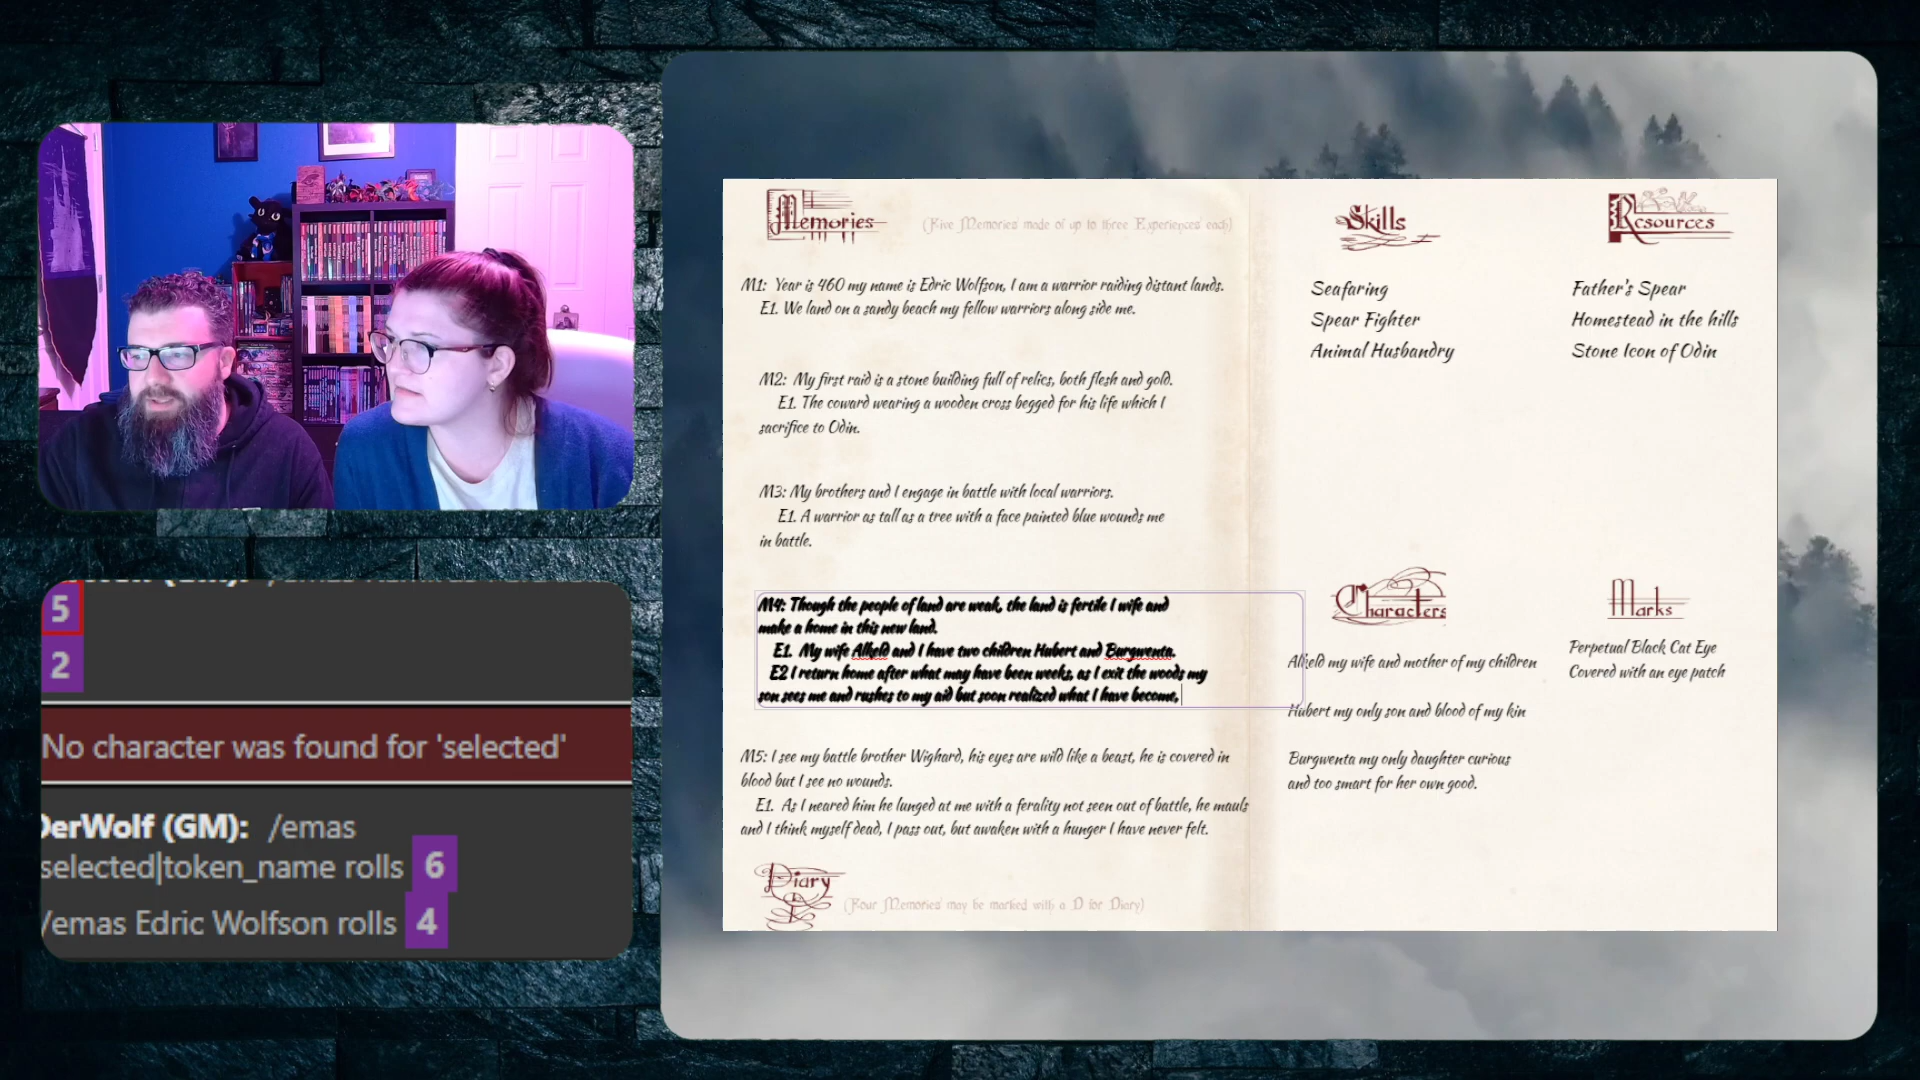 5
2
No character was found for 'selected'
DerWolf (GM): /emas
selected|token_name rolls 6
/emas Edric Wolfson rolls 4
Memories
(Five Memories made of up to three Experiences each)
M1: Year is 460 my name is Edric Wolfson, I am a warrior raiding distant lands.
E1. We land on a sandy beach my fellow warriors along side me.
M2: My first raid is a stone building full of relics, both flesh and gold.
E1. The coward wearing a wooden cross begged for his life which I
sacrifice to Odin.
M3: My brothers and I engage in battle with local warriors.
E1. A warrior as tall as a tree with a face painted blue wounds me
in battle.
M4: Though the people of land are weak, the land is fertile I wife and
make a home in this new land.
E1. My wife Alheld and I have two children Hubert and Burgwenta.
E2 I return home after what may have been weeks, as I exit the woods my
son sees me and rushes to my aid but soon realized what I have become,
M5: I see my battle brother Wighard, his eyes are wild like a beast, he is covered in
blood but I see no wounds.
E1. As I neared him he lunged at me with a ferality not seen out of battle, he mauls
and I think myself dead, I pass out, but awaken with a hunger I have never felt.
Diary
(Four Memories may be marked with a D for Diary)
Skills
Seafaring
Spear Fighter
Animal Husbandry
Resources
Father's Spear
Homestead in the hills
Stone Icon of Odin
Characters
Alheld my wife and mother of my children
Hubert my only son and blood of my kin
Burgwenta my only daughter curious
and too smart for her own good.
Marks
Perpetual Black Cat Eye
Covered with an eye patch